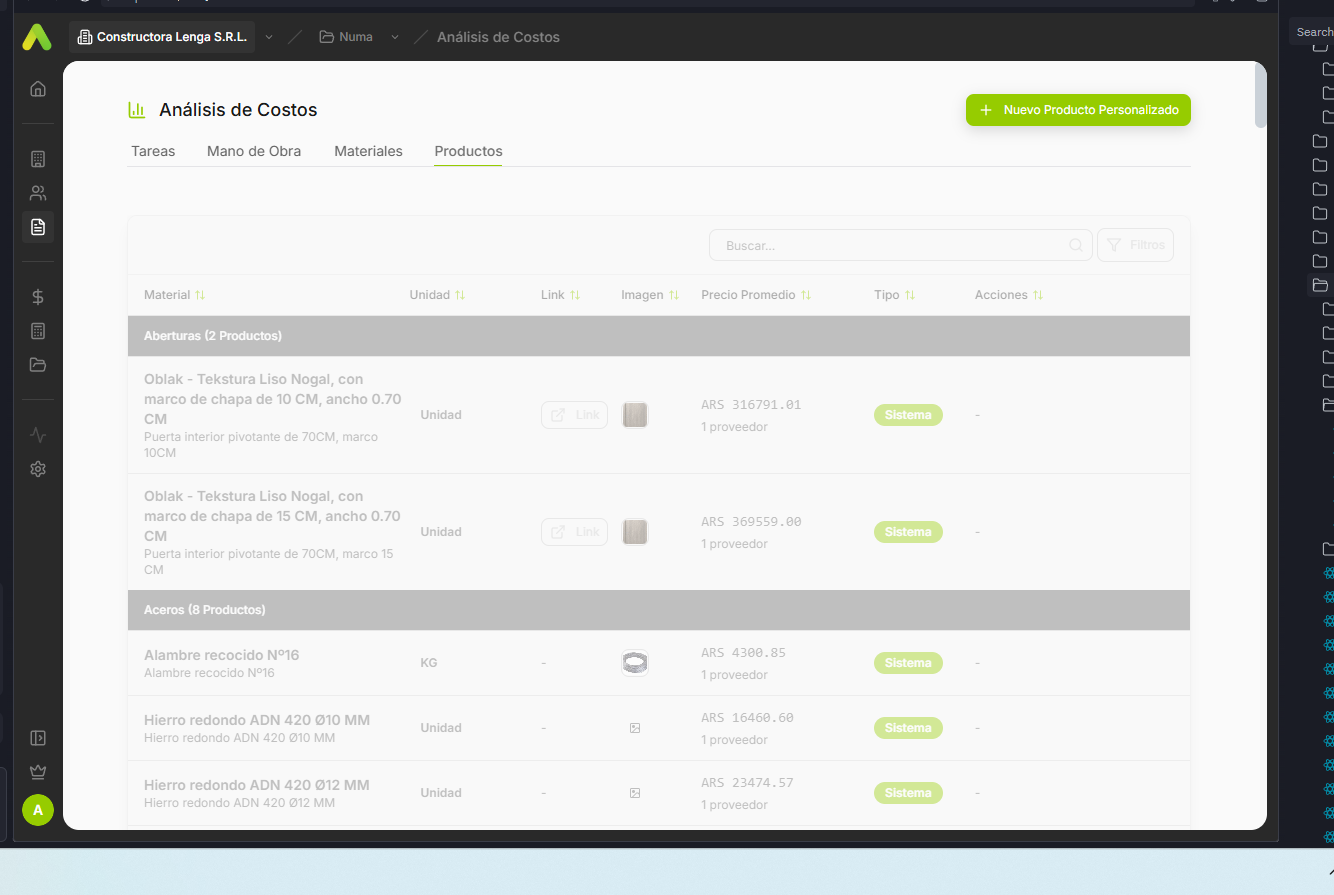 Constructora Lenga S.R.L.
Numa
Análisis de Costos
Search
Análisis de Costos
Nuevo Producto Personalizado
Tareas
Mano de Obra
Materiales
Productos
Buscar...
Filtros
Material
Unidad
Link
Imagen
Precio Promedio
Tipo
Acciones
Aberturas (2 Productos)
Oblak - Tekstura Liso Nogal, con
marco de chapa de 10 CM, ancho 0.70
CM
Puerta interior pivotante de 70CM, marco
10CM
Unidad
Link
ARS 316791.01
1 proveedor
Sistema
-
Oblak - Tekstura Liso Nogal, con
marco de chapa de 15 CM, ancho 0.70
CM
Puerta interior pivotante de 70CM, marco 15
CM
Unidad
Link
ARS 369559.00
1 proveedor
Sistema
-
Aceros (8 Productos)
Alambre recocido Nº16
Alambre recocido Nº16
KG
-
ARS 4300.85
1 proveedor
Sistema
-
Hierro redondo ADN 420 Ø10 MM
Hierro redondo ADN 420 Ø10 MM
Unidad
-
ARS 16460.60
1 proveedor
Sistema
-
Hierro redondo ADN 420 Ø12 MM
Hierro redondo ADN 420 Ø12 MM
Unidad
-
ARS 23474.57
1 proveedor
Sistema
-
A